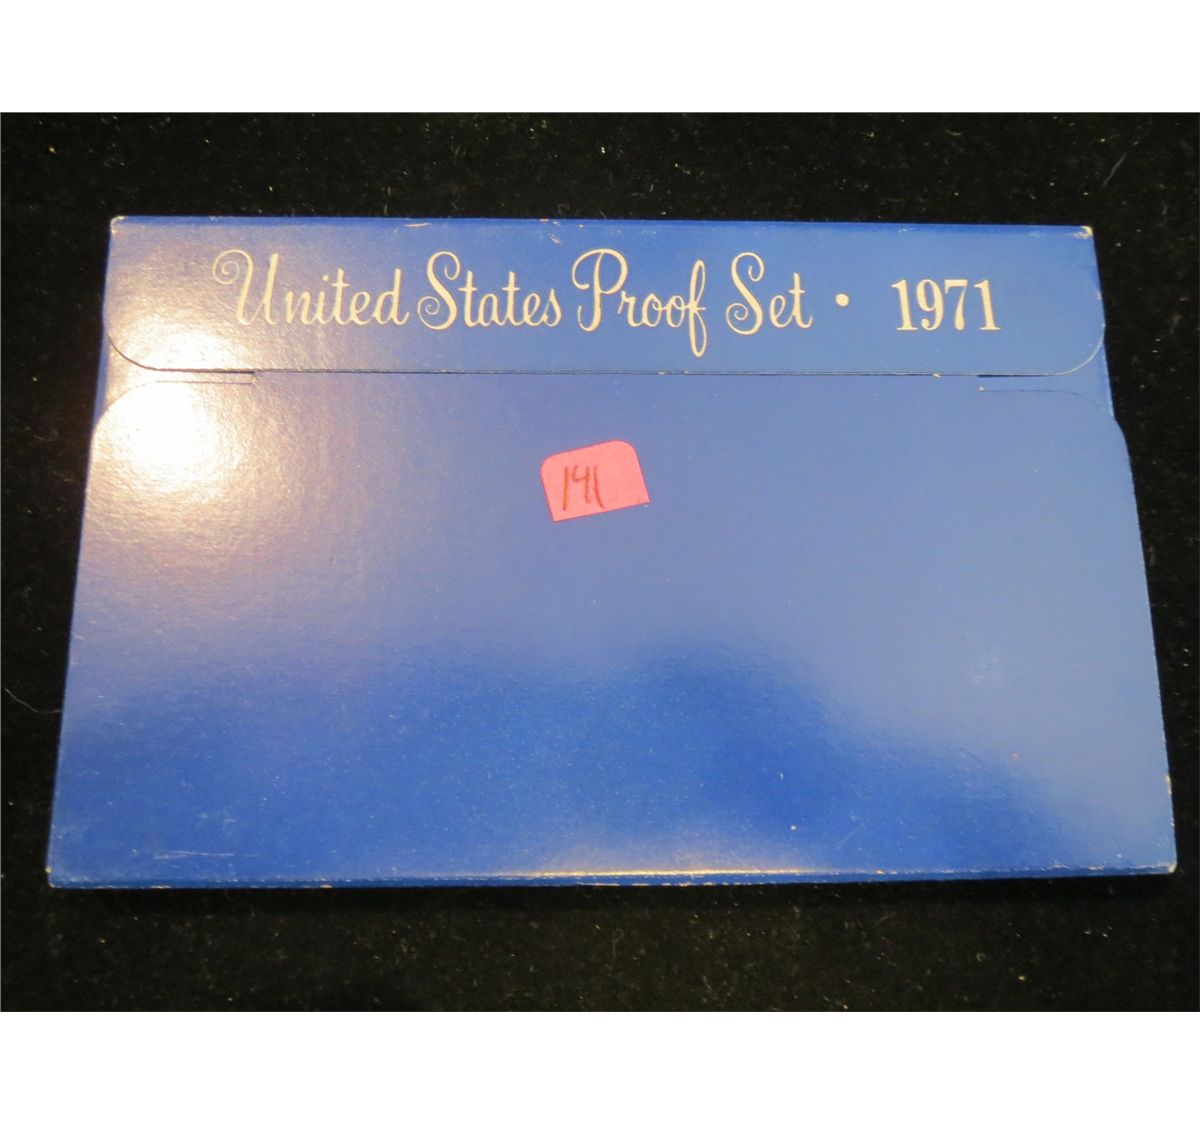 United States Proof Set · 1971
141